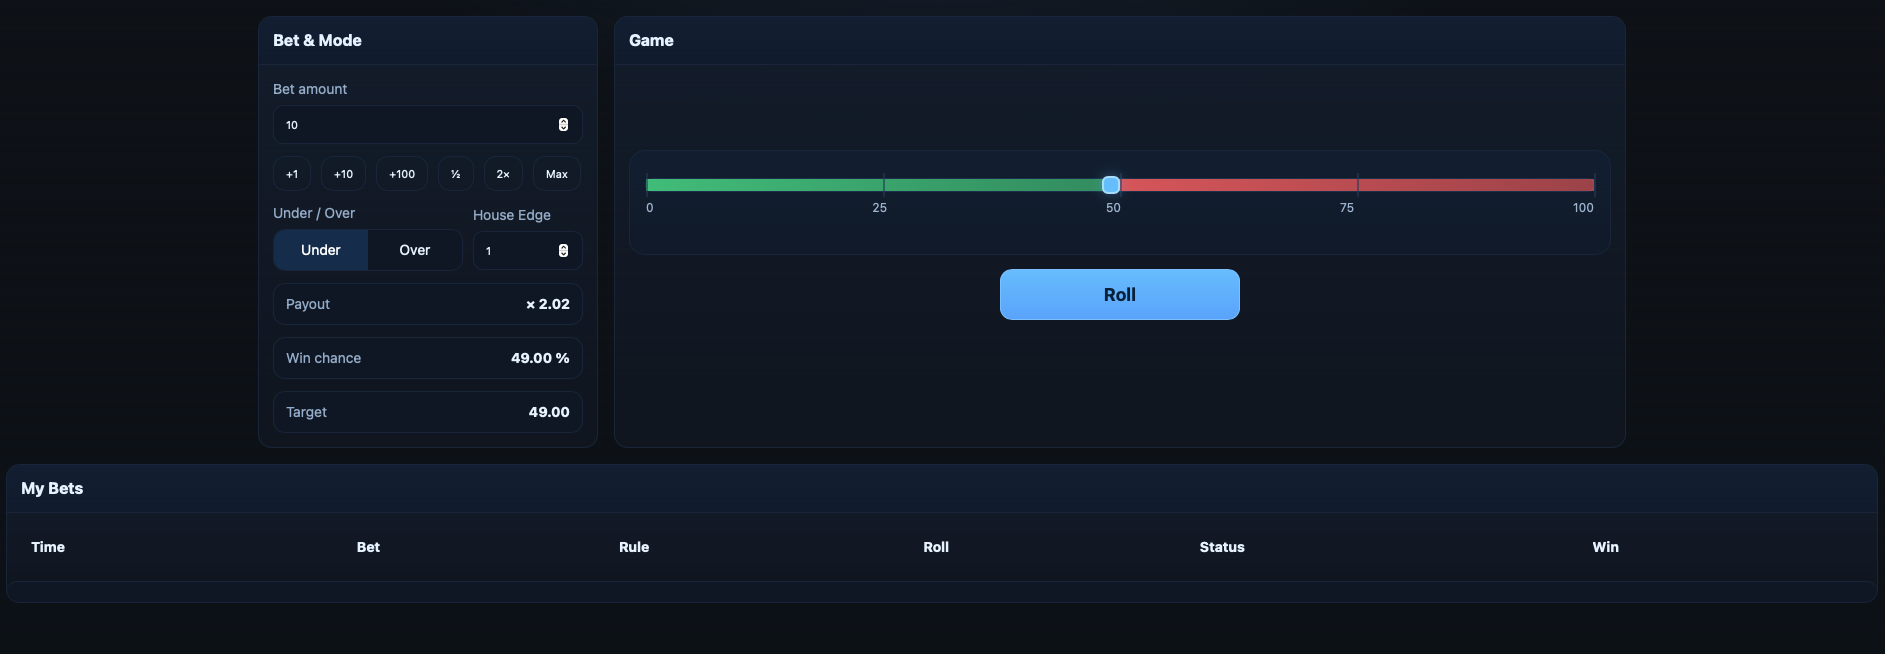 Bet & Mode
Bet amount
10
+1 +10 +100 ½ 2× Max
Under / Over House Edge
Under Over 1
Payout × 2.02
Win chance 49.00 %
Target 49.00
Game
0 25 50 75 100
Roll
My Bets
Time Bet Rule Roll Status Win